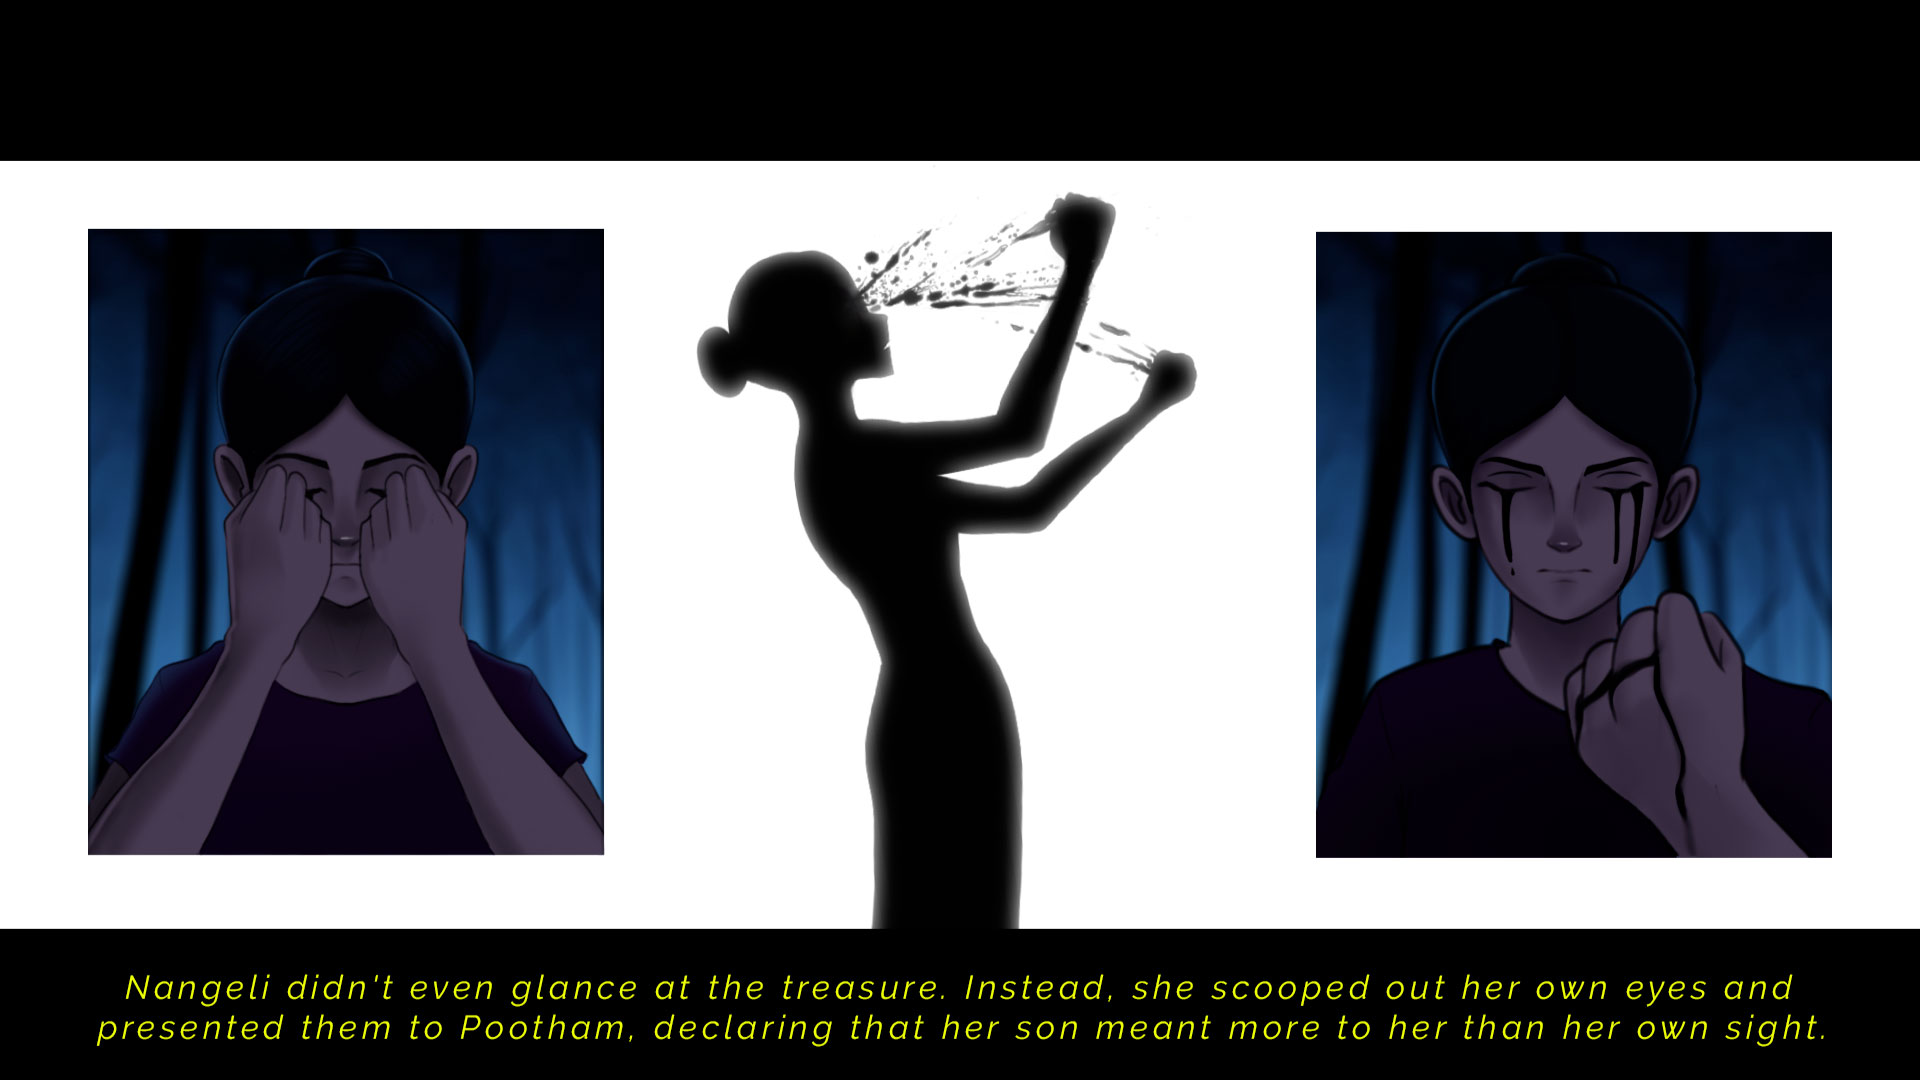 Nangeli didn't even glance at the treasure. Instead, she scooped out her own eyes and
presented them to Pootham, declaring that her son meant more to her than her own sight.